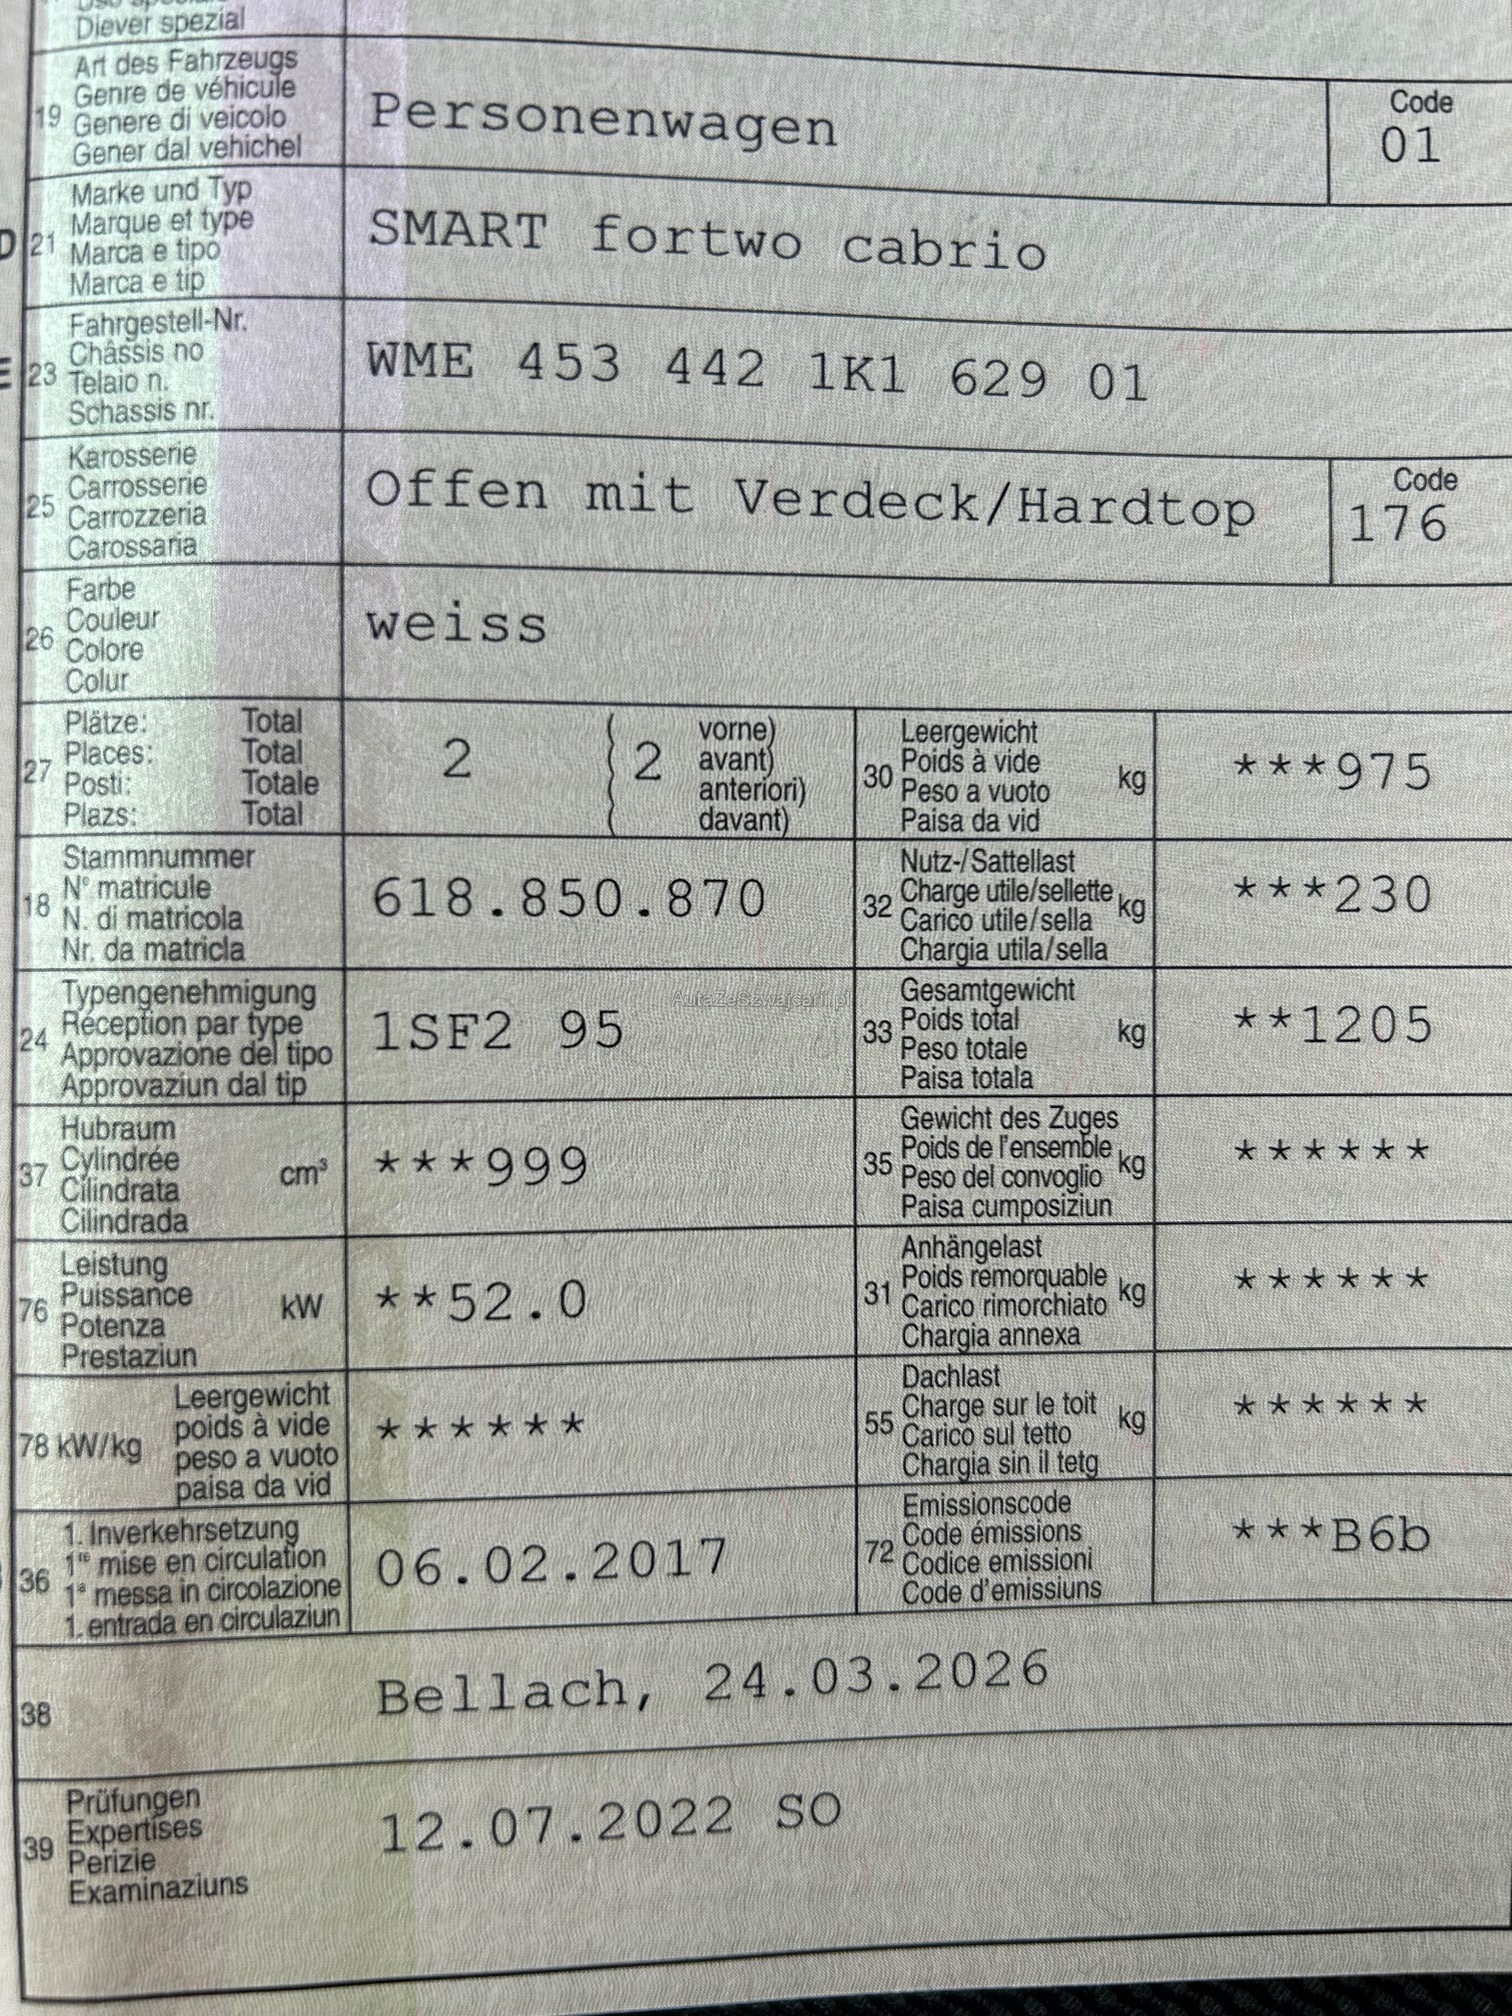 Diever spezial
19 Art des Fahrzeugs
Genre de véhicule
Genere di veicolo
Gener dal vehichel
Personenwagen
Code
01
D 21 Marke und Typ
Marque et type
Marca e tipo
Marca e tip
SMART fortwo cabrio
E 23 Fahrgestell-Nr.
Châssis no
Telaio n.
Schassis nr.
WME 453 442 1K1 629 01
25 Karosserie
Carrosserie
Carrozzeria
Carossaria
Offen mit Verdeck/Hardtop
Code
176
26 Farbe
Couleur
Colore
Colur
weiss
27 Plätze: Total
Places: Total
Posti: Totale
Plazs: Total
2 ( 2 vorne)
( avant)
( anteriori)
( davant)
30 Leergewicht
Poids à vide
Peso a vuoto
Paisa da vid
kg
***975
18 Stammnummer
N° matricule
N. di matricola
Nr. da matricla
618.850.870
32 Nutz-/Sattellast
Charge utile/sellette
Carico utile/sella
Chargia utila/sella
kg
***230
24 Typengenehmigung
Réception par type
Approvazione del tipo
Approvaziun dal tip
1SF2 95
AutaZeSzwajcarii.pl
33 Gesamtgewicht
Poids total
Peso totale
Paisa totala
kg
**1205
37 Hubraum
Cylindrée
Cilindrata
Cilindrada
cm³
***999
35 Gewicht des Zuges
Poids de l'ensemble
Peso del convoglio
Paisa cumposiziun
kg
******
76 Leistung
Puissance
Potenza
Prestaziun
kW
**52.0
31 Anhängelast
Poids remorquable
Carico rimorchiato
Chargia annexa
kg
******
78 kW/kg
Leergewicht
poids à vide
peso a vuoto
paisa da vid
******
55 Dachlast
Charge sur le toit
Carico sul tetto
Chargia sin il tetg
kg
******
36 1. Inverkehrsetzung
1re mise en circulation
1a messa in circolazione
1. entrada en circulaziun
06.02.2017
72 Emissionscode
Code émissions
Codice emissioni
Code d'emissiuns
***B6b
38
Bellach, 24.03.2026
39 Prüfungen
Expertises
Perizie
Examinaziuns
12.07.2022 SO